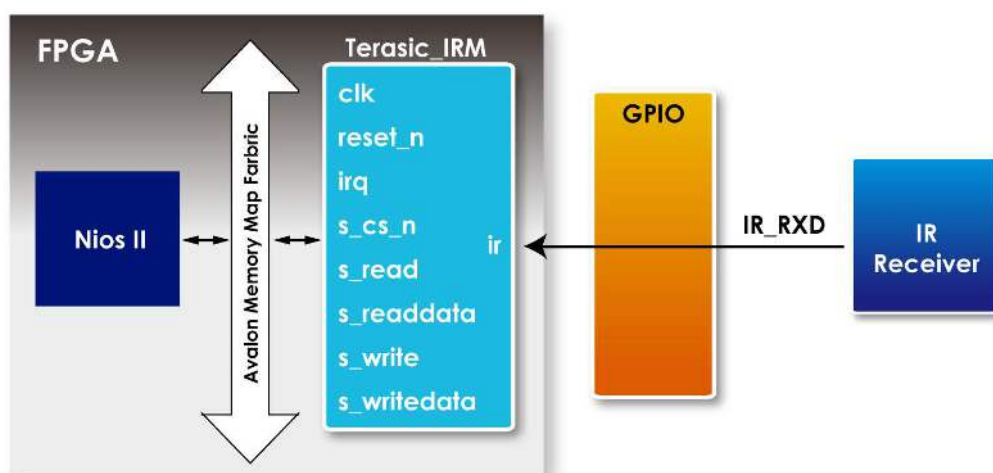 FPGA
Terasic_IRM
clk
reset_n
irq
s_cs_n
s_read
s_readdata
s_write
s_writedata
ir
Nios II
Avalon Memory Map Farbric
GPIO
IR_RXD
IR
Receiver